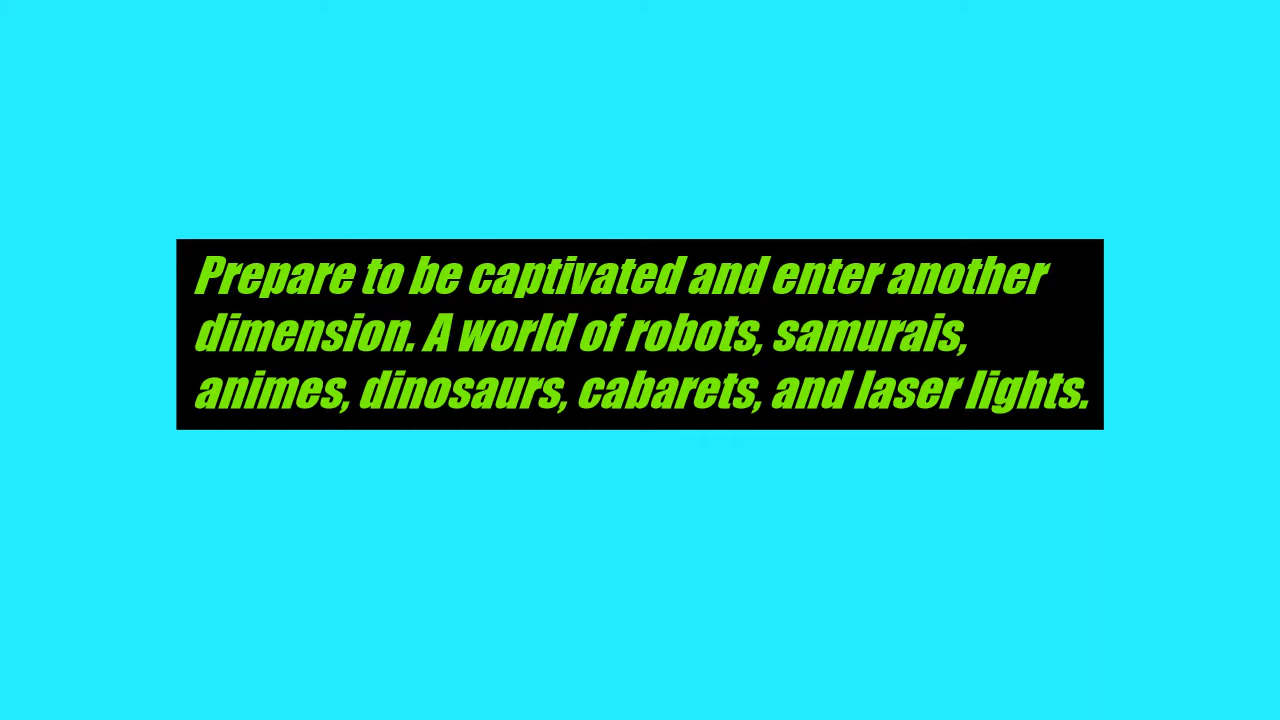 Prepare to be captivated and enter another
dimension. A world of robots, samurais,
animes, dinosaurs, cabarets, and laser lights.